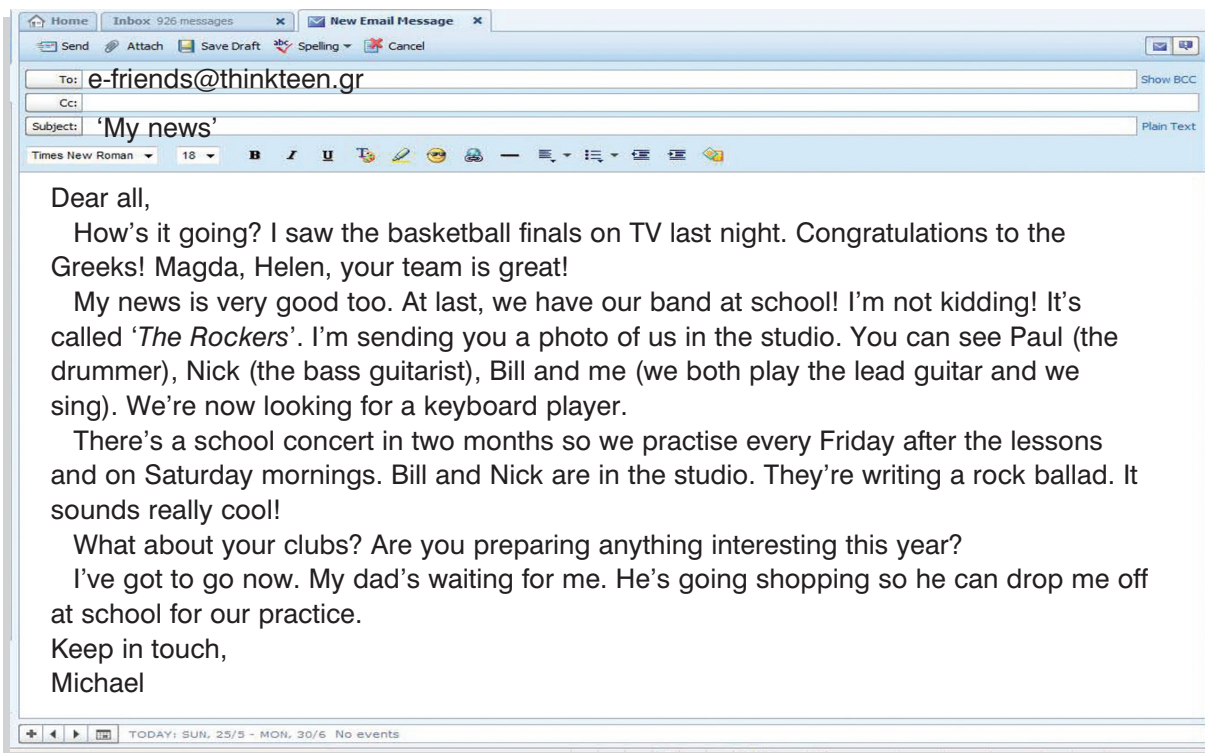 Home Inbox 926 messages × New Email Message ×
Send Attach Save Draft abc Spelling Cancel
To: e-friends@thinkteen.gr Show BCC
Cc:
Subject: ‘My news’ Plain Text
Times New Roman 18 B I U T
Dear all,
How’s it going? I saw the basketball finals on TV last night. Congratulations to the
Greeks! Magda, Helen, your team is great!
My news is very good too. At last, we have our band at school! I’m not kidding! It’s
called ‘The Rockers’. I’m sending you a photo of us in the studio. You can see Paul (the
drummer), Nick (the bass guitarist), Bill and me (we both play the lead guitar and we
sing). We’re now looking for a keyboard player.
There’s a school concert in two months so we practise every Friday after the lessons
and on Saturday mornings. Bill and Nick are in the studio. They’re writing a rock ballad. It
sounds really cool!
What about your clubs? Are you preparing anything interesting this year?
I’ve got to go now. My dad’s waiting for me. He’s going shopping so he can drop me off
at school for our practice.
Keep in touch,
Michael
TODAY: SUN, 25/5 - MON, 30/6 No events